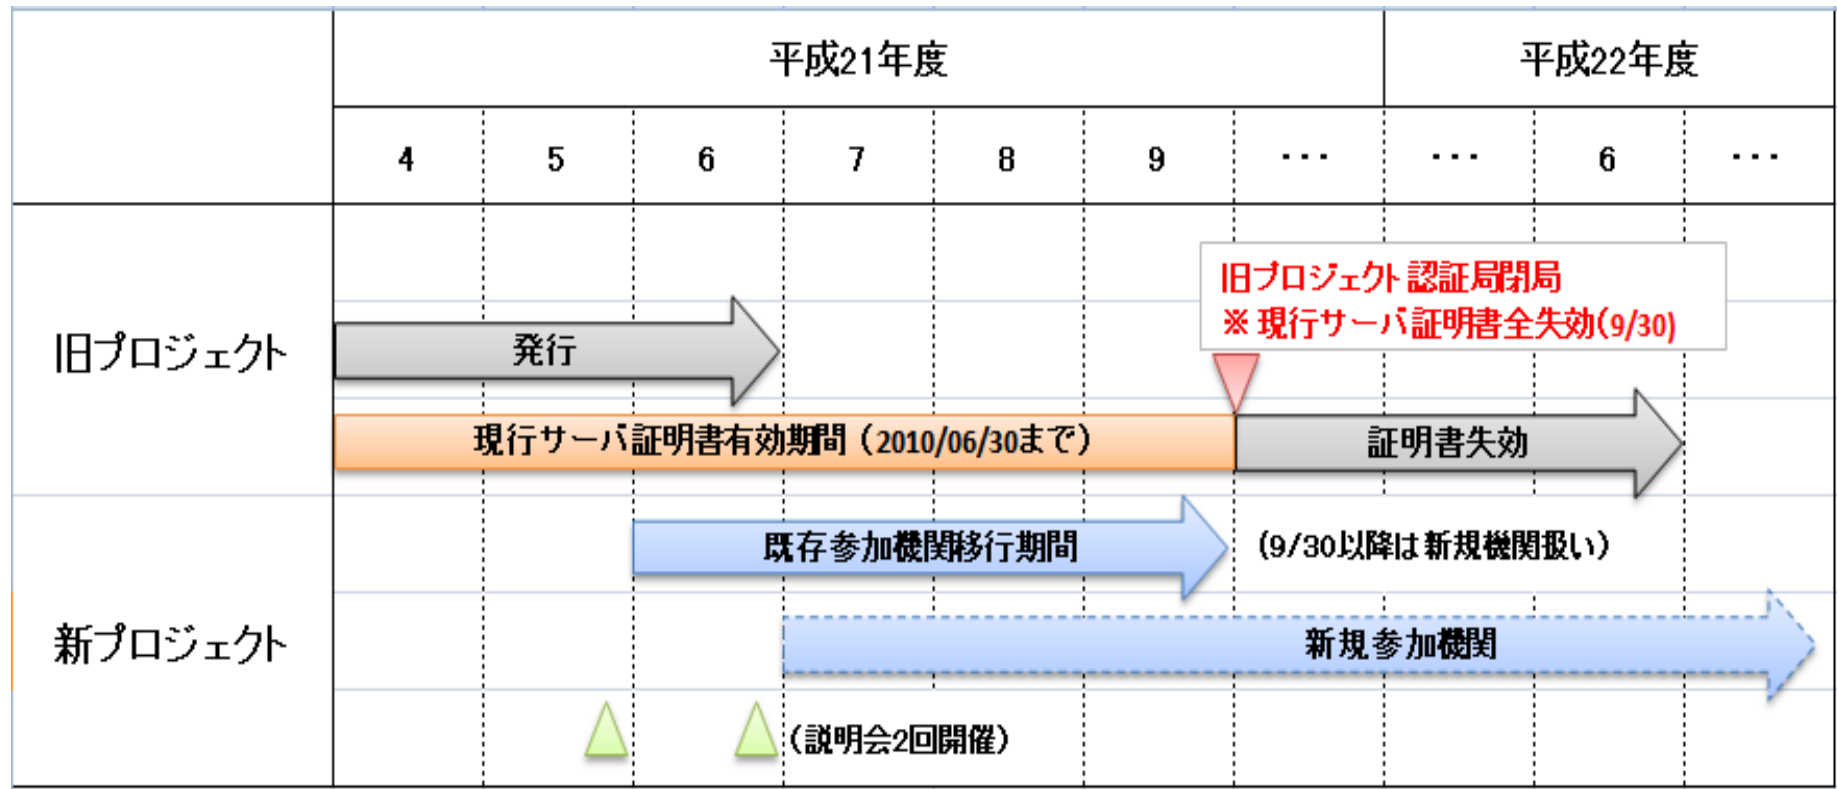 平成21年度 平成22年度
4 5 6 7 8 9 ・・・ ・・・ 6 ・・・
旧プロジェクト認証局閉局
※現行サーバ証明書全失効(9/30)
旧プロジェクト
発行
現行サーバ証明書有効期間（2010/06/30まで）
証明書失効
既存参加機関移行期間
(9/30以降は新規機関扱い)
新プロジェクト
新規参加機関
(説明会2回開催)